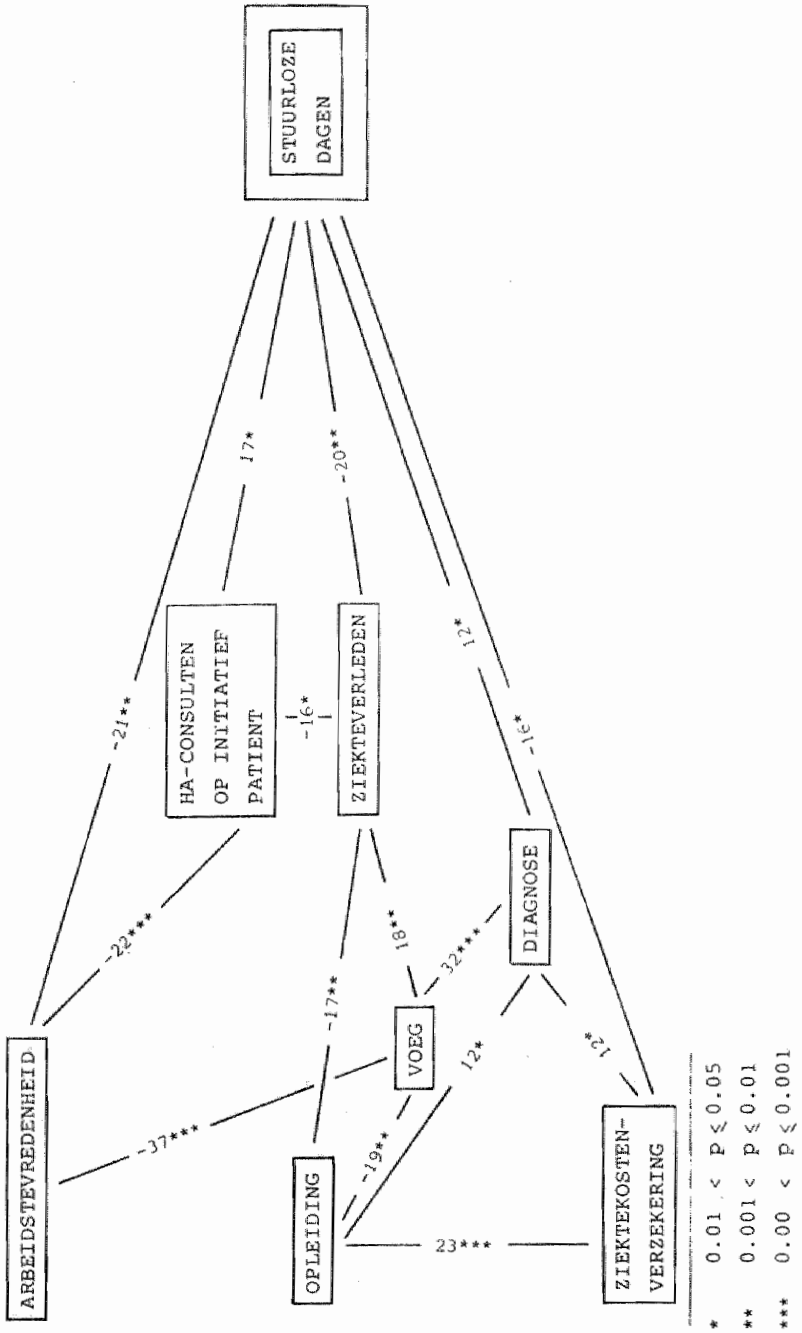 ARBEIDSTEVREDENHEID
-21**
-22***
HA-CONSULTEN
OP INITIATIEF
PATIENT
17*
STUURLOZE
DAGEN
-37***
-16*
-20**
ZIEKTEVERLEDEN
-17**
18**
OPLEIDING
-19**
VOEG
32***
12*
DIAGNOSE
12*
23***
12*
-16*
ZIEKTEKOSTEN-
VERZEKERING
* 0.01 < p ≤ 0.05
** 0.001 < p ≤ 0.01
*** 0.00 < p ≤ 0.001